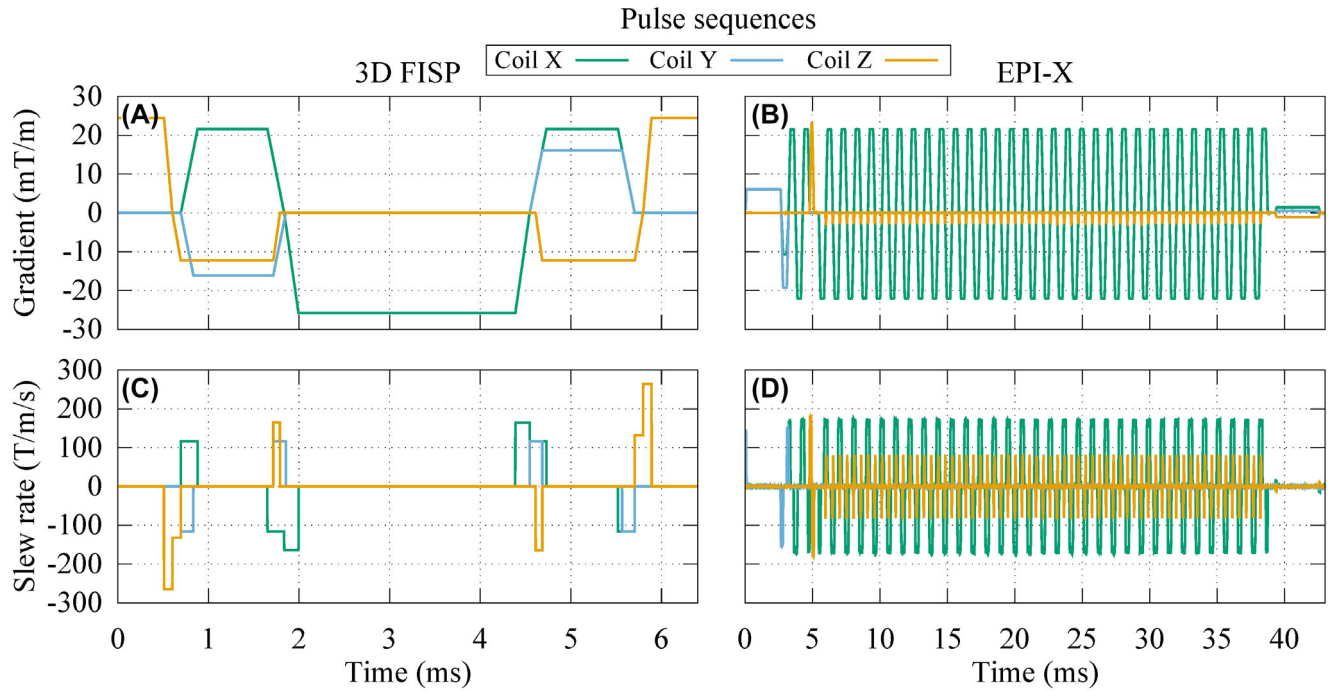 Pulse sequences
Coil X Coil Y Coil Z
3D FISP EPI-X
(A) (B)
Gradient (mT/m)
30
20
10
0
-10
-20
-30
(C) (D)
Slew rate (T/m/s)
300
200
100
0
-100
-200
-300
0 1 2 3 4 5 6 0 5 10 15 20 25 30 35 40
Time (ms) Time (ms)